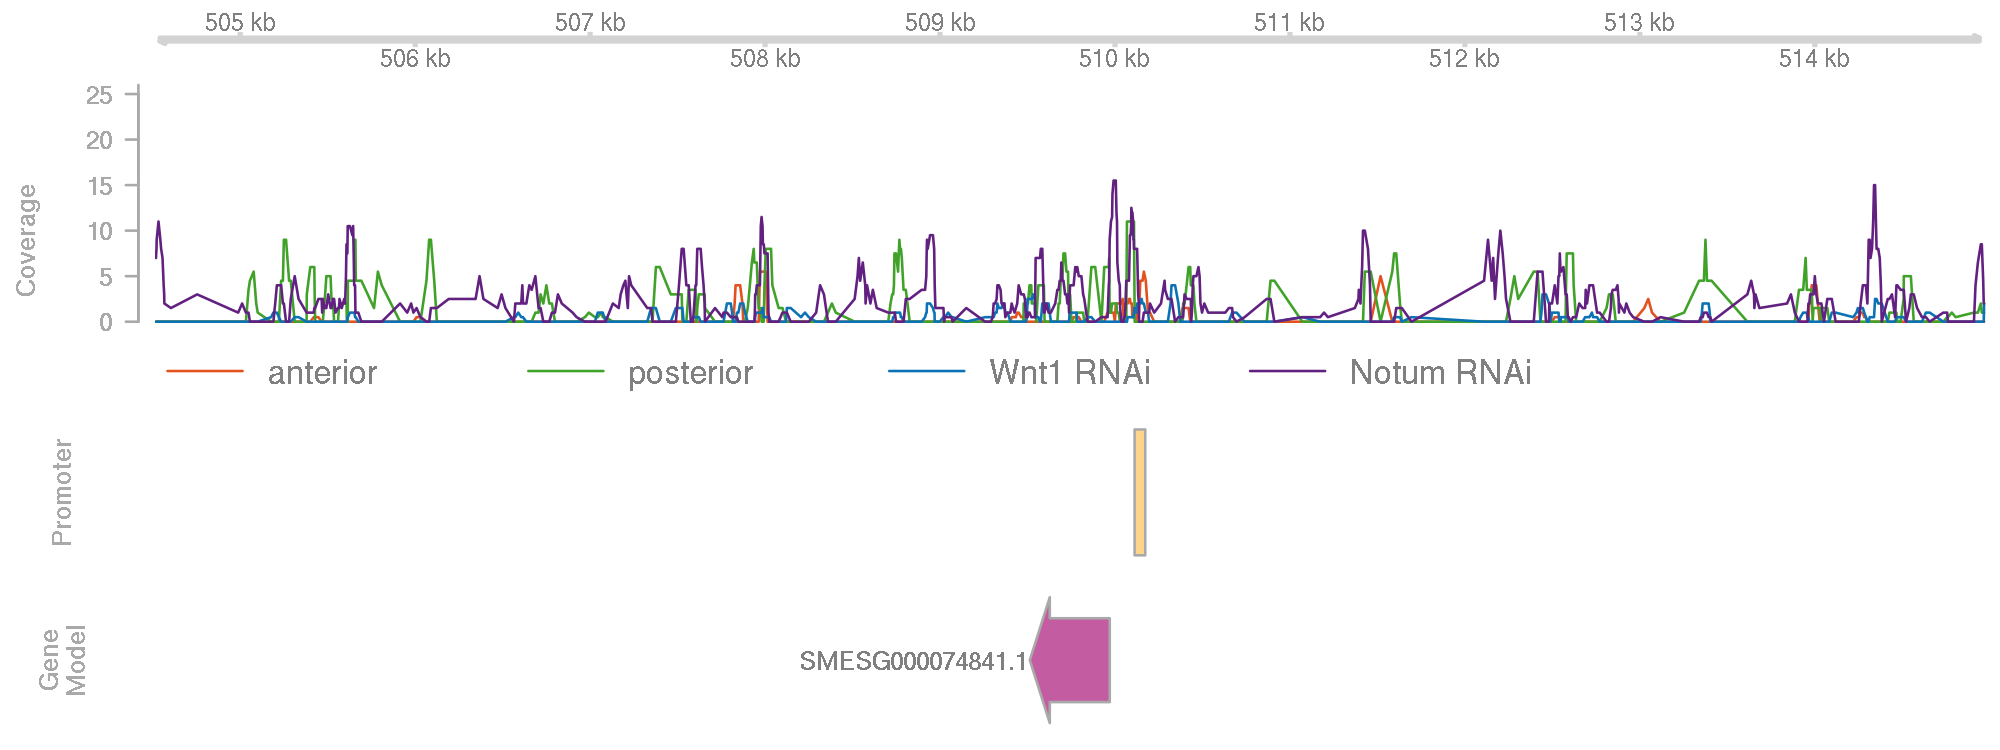 505 kb 507 kb 509 kb 511 kb 513 kb
506 kb 508 kb 510 kb 512 kb 514 kb
Coverage
25
20
15
10
5
0
anterior posterior Wnt1 RNAi Notum RNAi
Promoter
Gene
Model
SMESG000074841.1